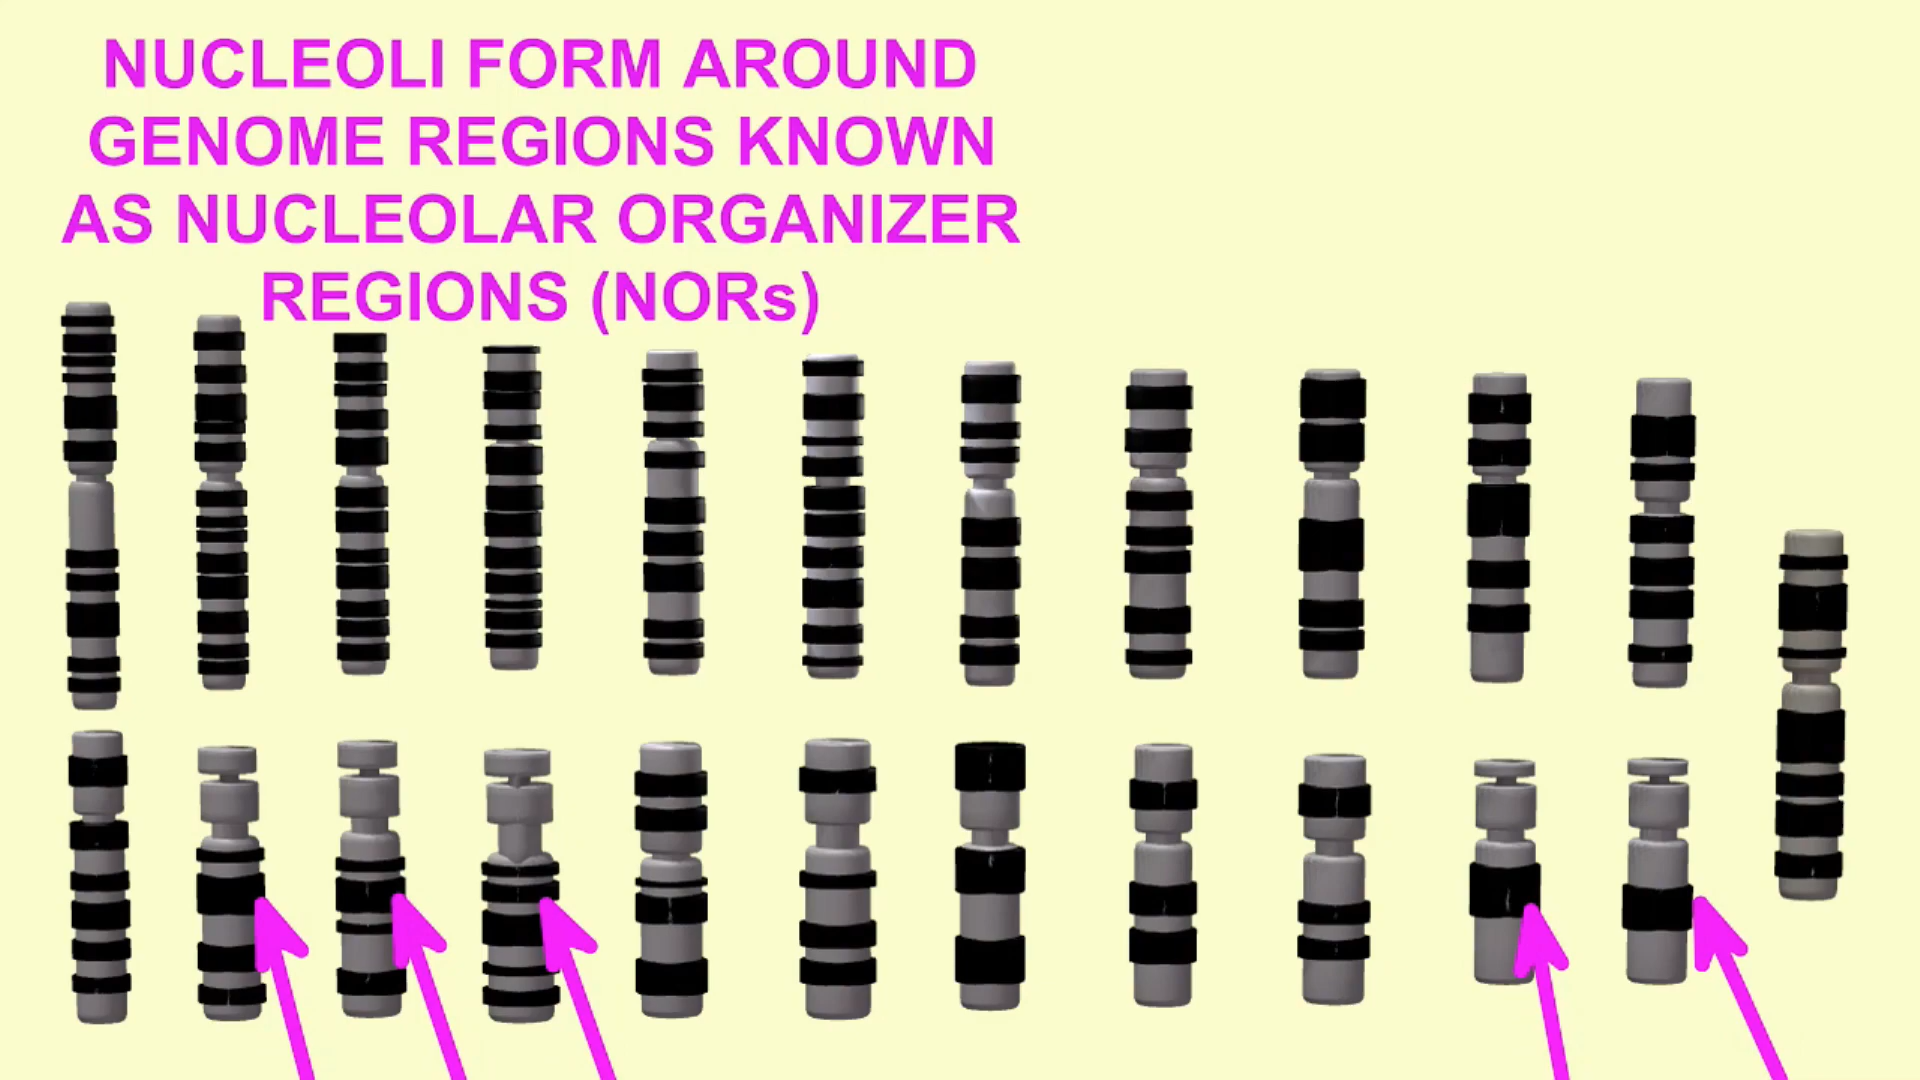 NUCLEOLI FORM AROUND
GENOME REGIONS KNOWN
AS NUCLEOLAR ORGANIZER
REGIONS (NORs)